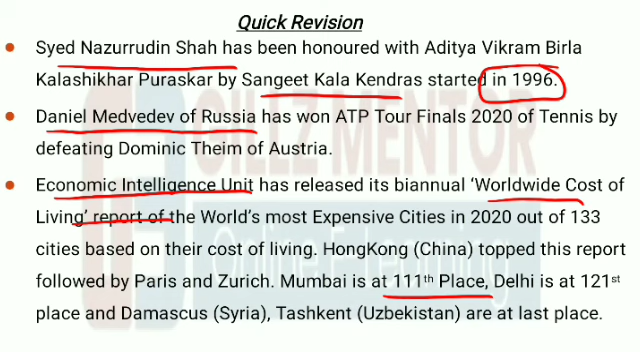 Quick Revision
Syed Nazurrudin Shah has been honoured with Aditya Vikram Birla
Kalashikhar Puraskar by Sangeet Kala Kendras started in 1996.
Daniel Medvedev of Russia has won ATP Tour Finals 2020 of Tennis by
defeating Dominic Theim of Austria.
Economic Intelligence Unit has released its biannual ‘Worldwide Cost of
Living’ report of the World's most Expensive Cities in 2020 out of 133
cities based on their cost of living. HongKong (China) topped this report
followed by Paris and Zurich. Mumbai is at 111th Place, Delhi is at 121st
place and Damascus (Syria), Tashkent (Uzbekistan) are at last place.
GILLZ MENTOR
Online E-Learning